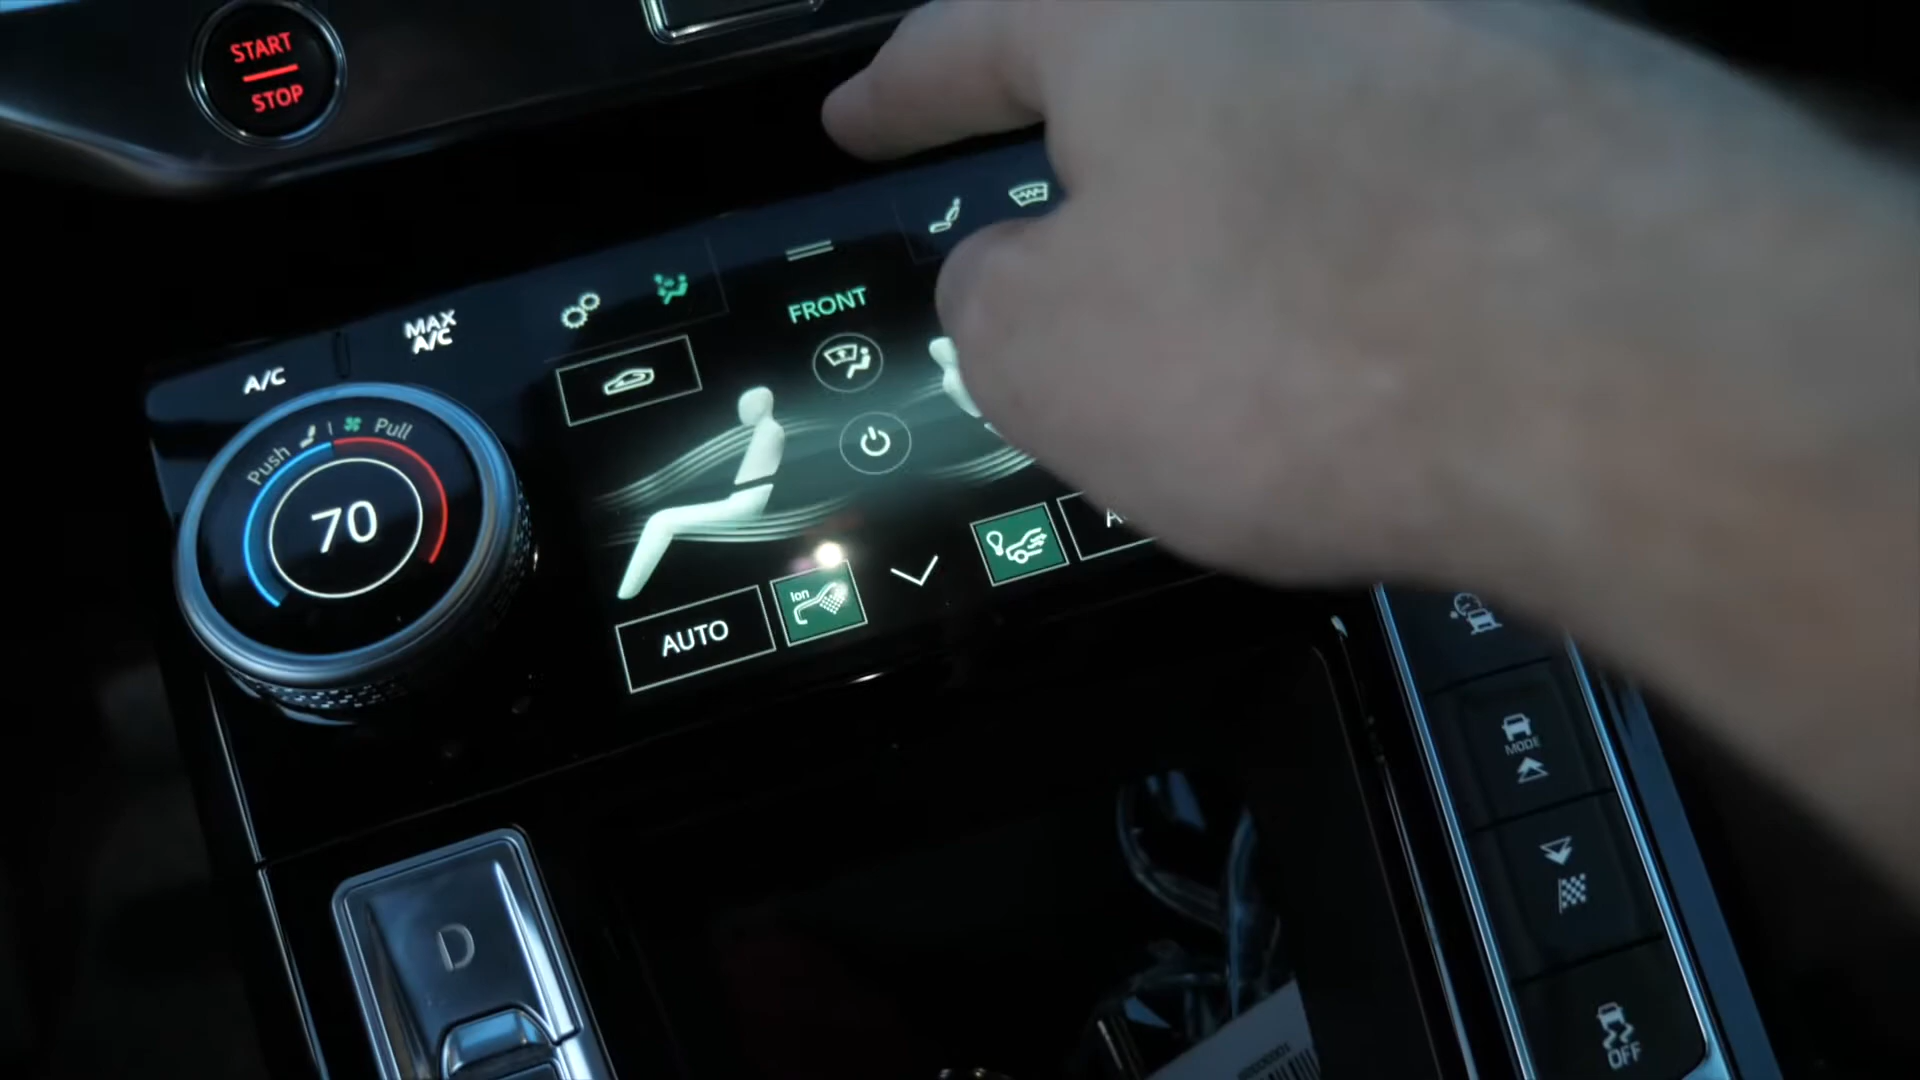 START
STOP
MAX
A/C
A/C
FRONT
Push
Pull
70
AUTO
Ion
MODE
D
OFF